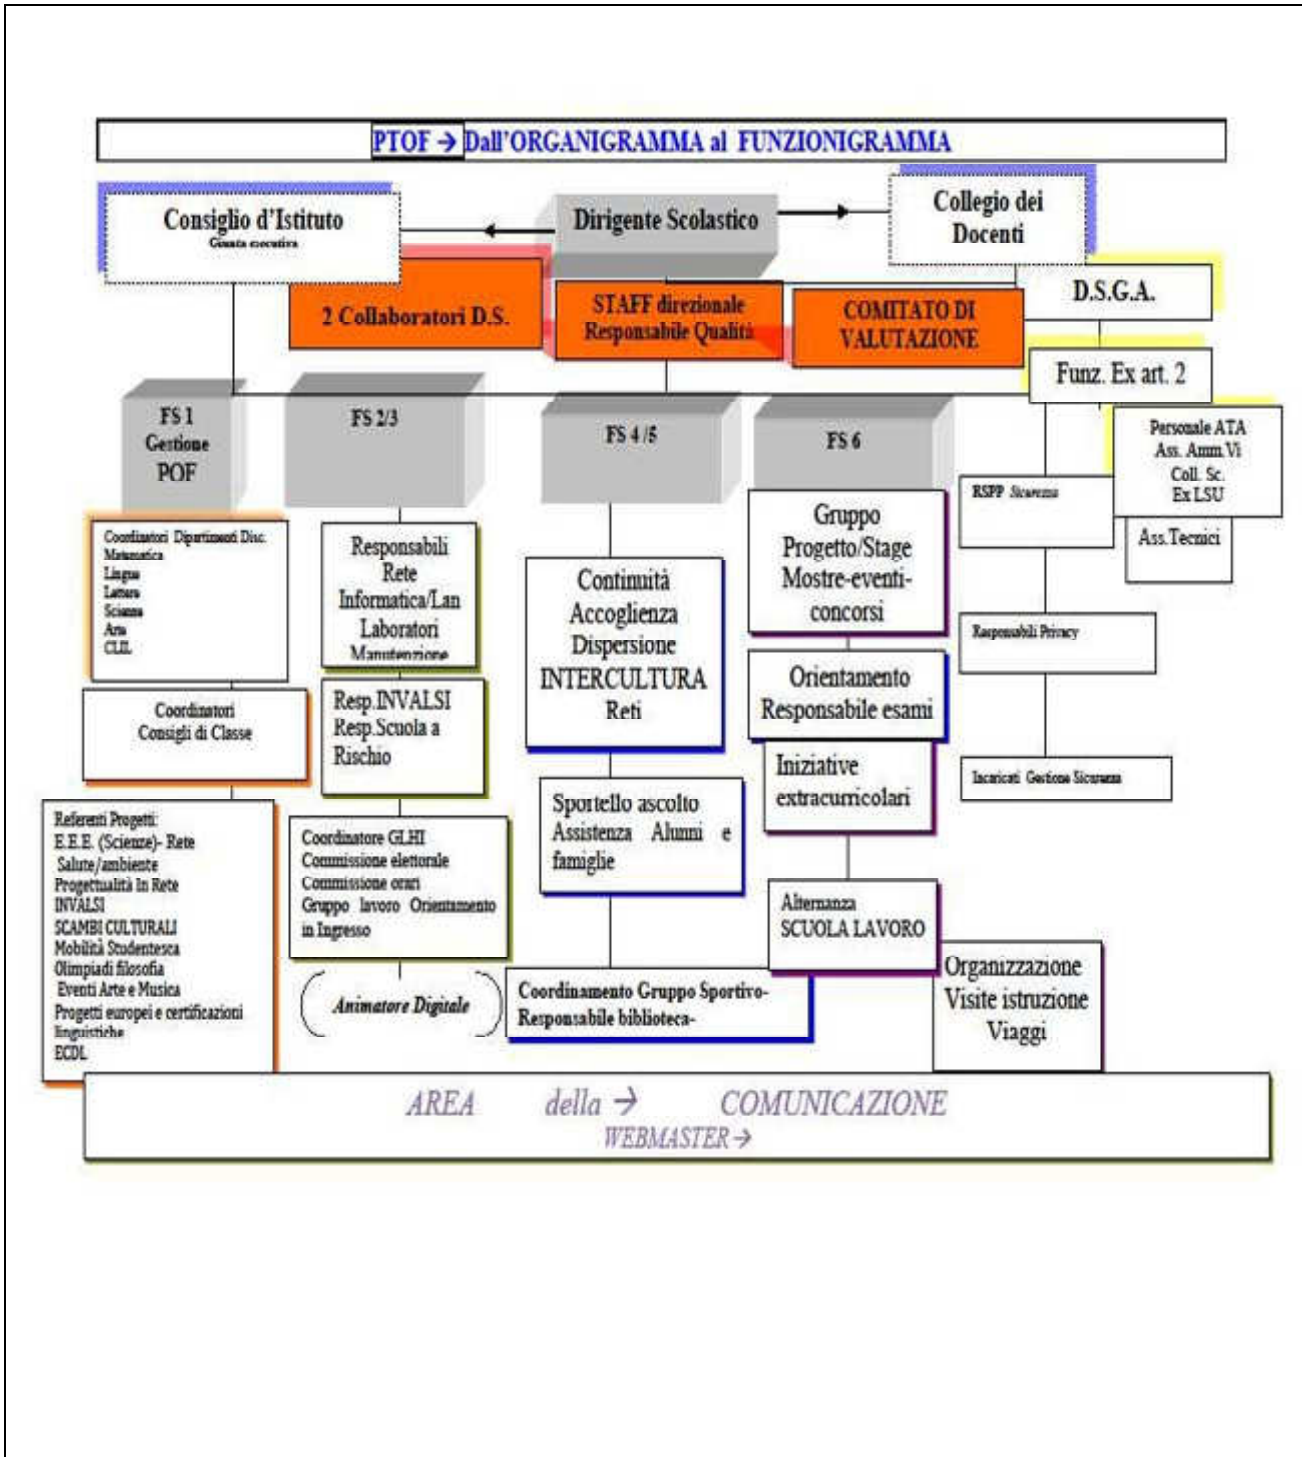 PTOF → Dall'ORGANIGRAMMA al FUNZIONIGRAMMA
Consiglio d'Istituto
Giunta esecutiva
Dirigente Scolastico
Collegio dei
Docenti
2 Collaboratori D.S.
STAFF direzionale
Responsabile Qualità
COMITATO DI
VALUTAZIONE
D.S.G.A.
Funz. Ex art. 2
Personale ATA
Ass. Amm.Vi
Coll. Sc.
Ex LSU
Ass.Tecnici
RSPP Sicurezza
Responsabili Privacy
Incaricati Gestione Sicurezza
FS 1
Gestione
POF
Coordinatori Dipartimenti Disc.
Matematica
Lingue
Lettere
Scienze
Arte
CLIL
Coordinatori
Consigli di Classe
Referenti Progetti:
E.E.E. (Scienze)- Rete
Salute/ambiente
Progettualità In Rete
INVALSI
SCAMBI CULTURALI
Mobilità Studentesca
Olimpiadi filosofia
Eventi Arte e Musica
Progetti europei e certificazioni
linguistiche
ECDL
FS 2/3
Responsabili
Rete
Informatica/Lan
Laboratori
Manutenzione
Resp.INVALSI
Resp.Scuola a
Rischio
Coordinatore GLHI
Commissione elettorale
Commissione orari
Gruppo lavoro Orientamento
in Ingresso
Animatore Digitale
FS 4 /5
Continuità
Accoglienza
Dispersione
INTERCULTURA
Reti
Sportello ascolto
Assistenza Alunni e
famiglie
Coordinamento Gruppo Sportivo-
Responsabile biblioteca-
FS 6
Gruppo
Progetto/Stage
Mostre-eventi-
concorsi
Orientamento
Responsabile esami
Iniziative
extracurricolari
Alternanza
SCUOLA LAVORO
Organizzazione
Visite istruzione
Viaggi
AREA della → COMUNICAZIONE
WEBMASTER →